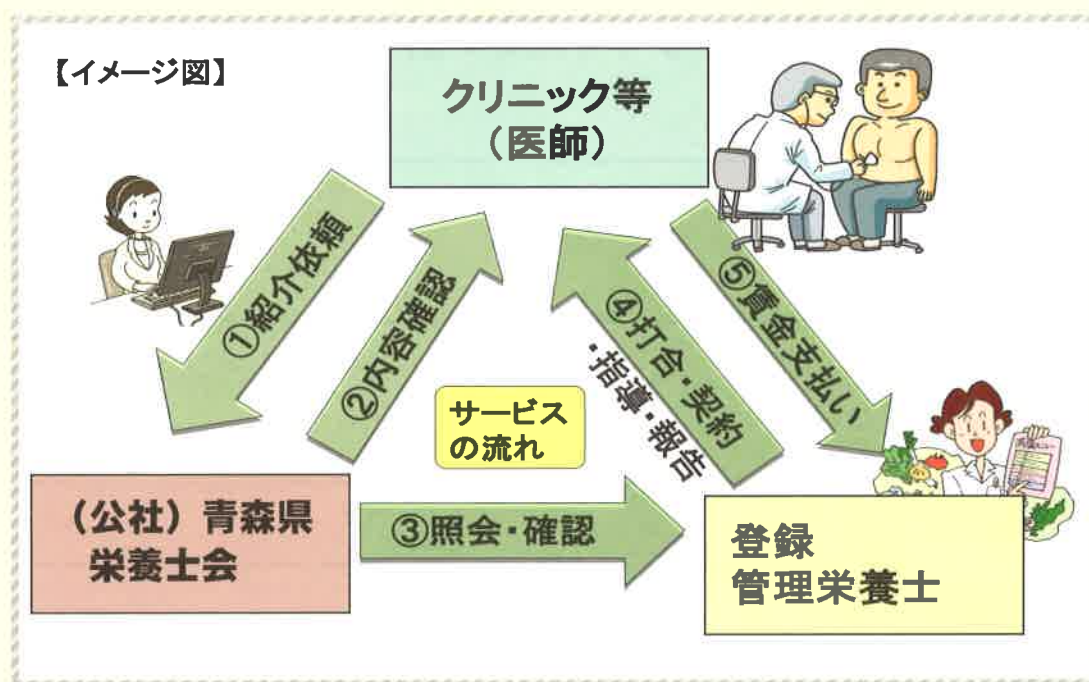 【イメージ図】
クリニック等
（医師）
①紹介依頼
②内容確認
サービス
の流れ
④打合・契約
・指導・報告
⑤賃金支払い
（公社）青森県
栄養士会
③照会・確認
登録
管理栄養士